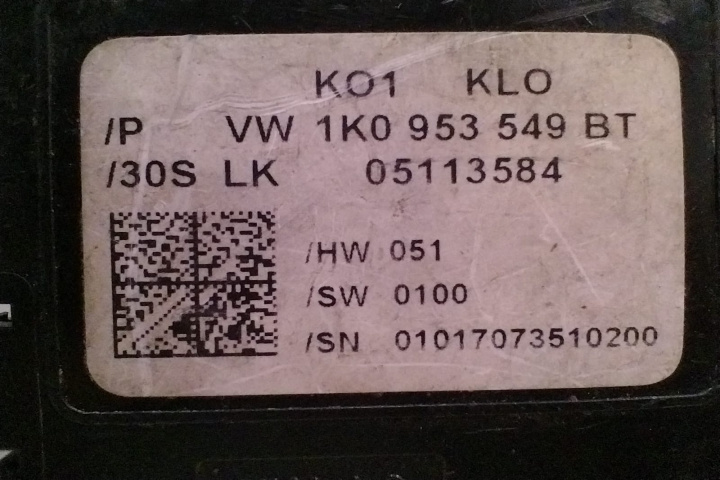 KO1 KLO
/P VW 1K0 953 549 BT
/30S LK 05113584
/HW 051
/SW 0100
/SN 01017073510200